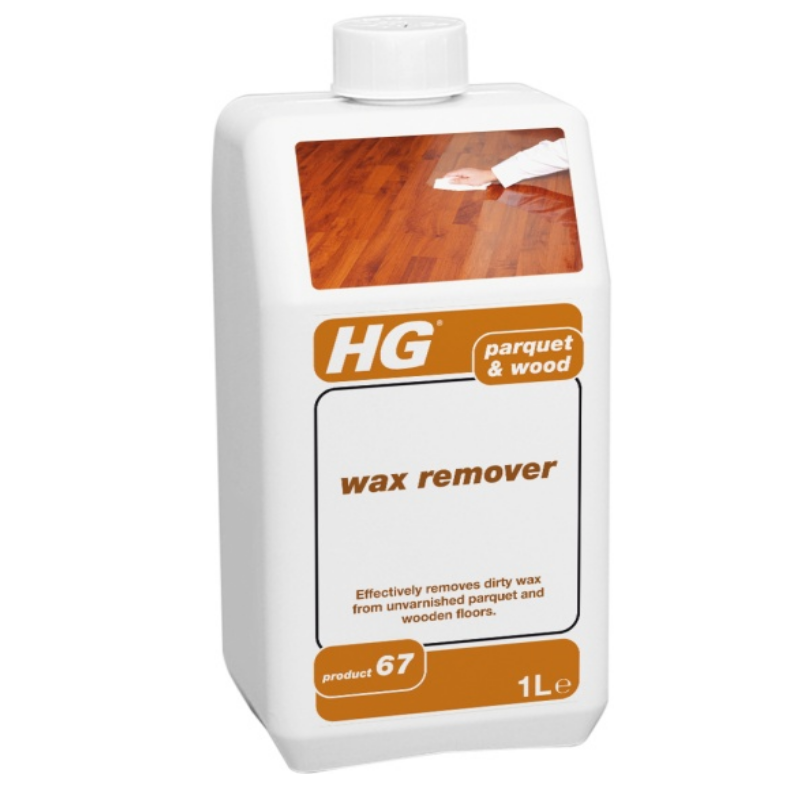 HG®
parquet
& wood
wax remover
Effectively removes dirty wax
from unvarnished parquet and
wooden floors.
product 67
1L℮